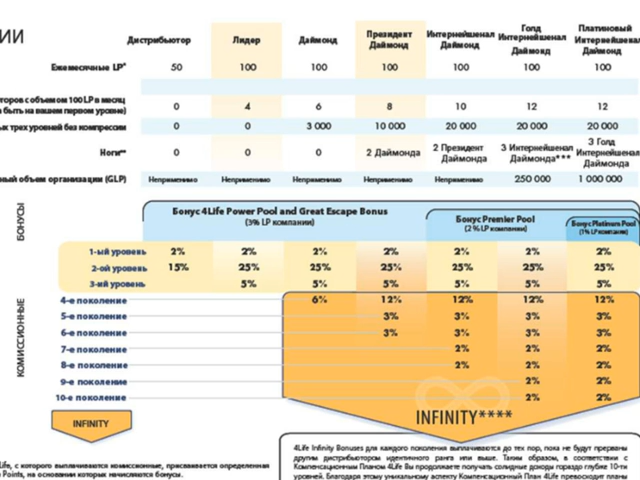 ИИ
Дистрибьютор Лидер Даймонд Президент Даймонд Интернейшенал Даймонд Голд Интернейшенал Даймонд Платиновый Интернейшенал Даймонд
Ежемесячные LP* 50 100 100 100 100 100 100
торов с объемом 100 LP в месяц
быть на вашем первом уровне) 0 4 6 8 10 12 12
ых трех уровней без компрессии 0 0 3 000 10 000 20 000 20 000 20 000
Ноги** 0 0 0 2 Даймонда 2 Президент Даймонда 3 Интернейшенал Даймонда*** 3 Голд Интернейшенал Даймонда
ный объем организации (GLP) Неприменимо Неприменимо Неприменимо Неприменимо Неприменимо 250 000 1 000 000
БОНУСЫ
Бонус 4Life Power Pool and Great Escape Bonus
(3% LP компании)
Бонус Premier Pool
(2% LP компании)
Бонус Platinum Pool
(1% LP компании)
КОМИССИОННЫЕ
1-ый уровень 2% 2% 2% 2% 2% 2% 2%
2-ой уровень 15% 25% 25% 25% 25% 25% 25%
3-ий уровень 5% 5% 5% 5% 5% 5%
4-е поколение 6% 12% 12% 12% 12%
5-е поколение 3% 3% 3% 3%
6-е поколение 3% 3% 3% 3%
7-е поколение 2% 2% 2%
8-е поколение 2% 2% 2%
9-е поколение 2% 2%
10-е поколение 2% 2%
INFINITY
INFINITY****
Life, с которого выплачиваются комиссионные, присваивается определенная
Points, на основании которых начисляются бонусы.
4Life Infinity Bonuses для каждого поколения выплачиваются до тех пор, пока не будут прерваны
другим дистрибьютором идентичного ранга или выше. Таким образом, в соответствии с
Компенсационным Планом 4Life Вы продолжаете получать солидные доходы гораздо глубже 10-ти
уровней. Благодаря этому уникальному аспекту Компенсационный План 4Life превосходит планы